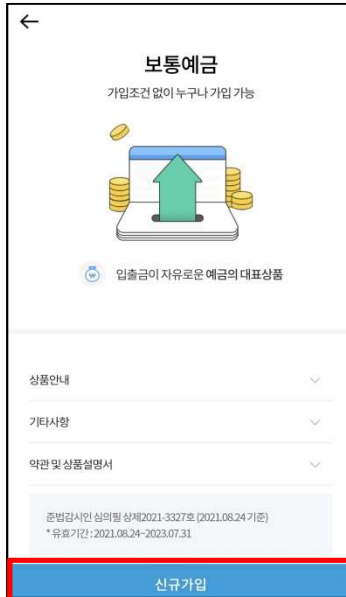 보통예금
가입조건 없이 누구나 가입 가능
입출금이 자유로운 예금의 대표상품
상품안내
기타사항
약관 및 상품설명서
준법감시인 심의필 상제2021-3327호 (2021.08.24 기준)
* 유효기간 : 2021.08.24~2023.07.31
신규가입